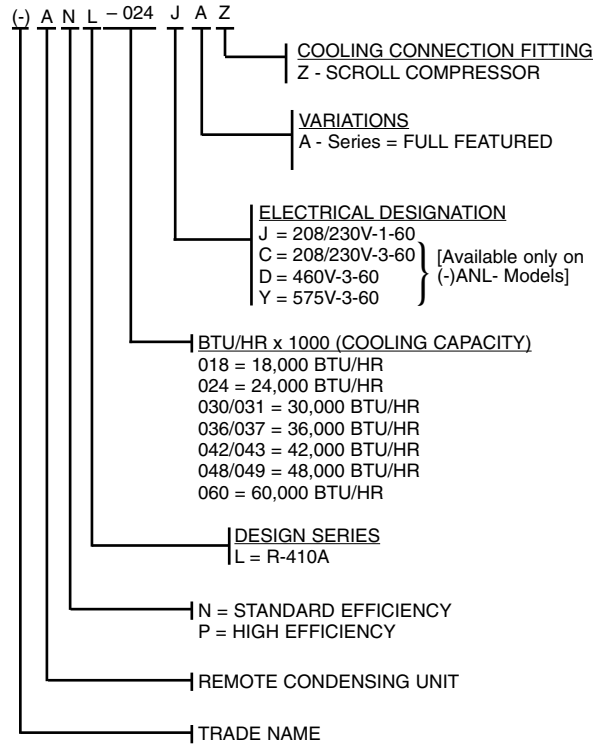 (-) A N L – 024 J A Z
COOLING CONNECTION FITTING
Z - SCROLL COMPRESSOR
VARIATIONS
A - Series = FULL FEATURED
ELECTRICAL DESIGNATION
J = 208/230V-1-60
C = 208/230V-3-60
D = 460V-3-60
Y = 575V-3-60
[Available only on
(-)ANL- Models]
BTU/HR x 1000 (COOLING CAPACITY)
018 = 18,000 BTU/HR
024 = 24,000 BTU/HR
030/031 = 30,000 BTU/HR
036/037 = 36,000 BTU/HR
042/043 = 42,000 BTU/HR
048/049 = 48,000 BTU/HR
060 = 60,000 BTU/HR
DESIGN SERIES
L = R-410A
N = STANDARD EFFICIENCY
P = HIGH EFFICIENCY
REMOTE CONDENSING UNIT
TRADE NAME